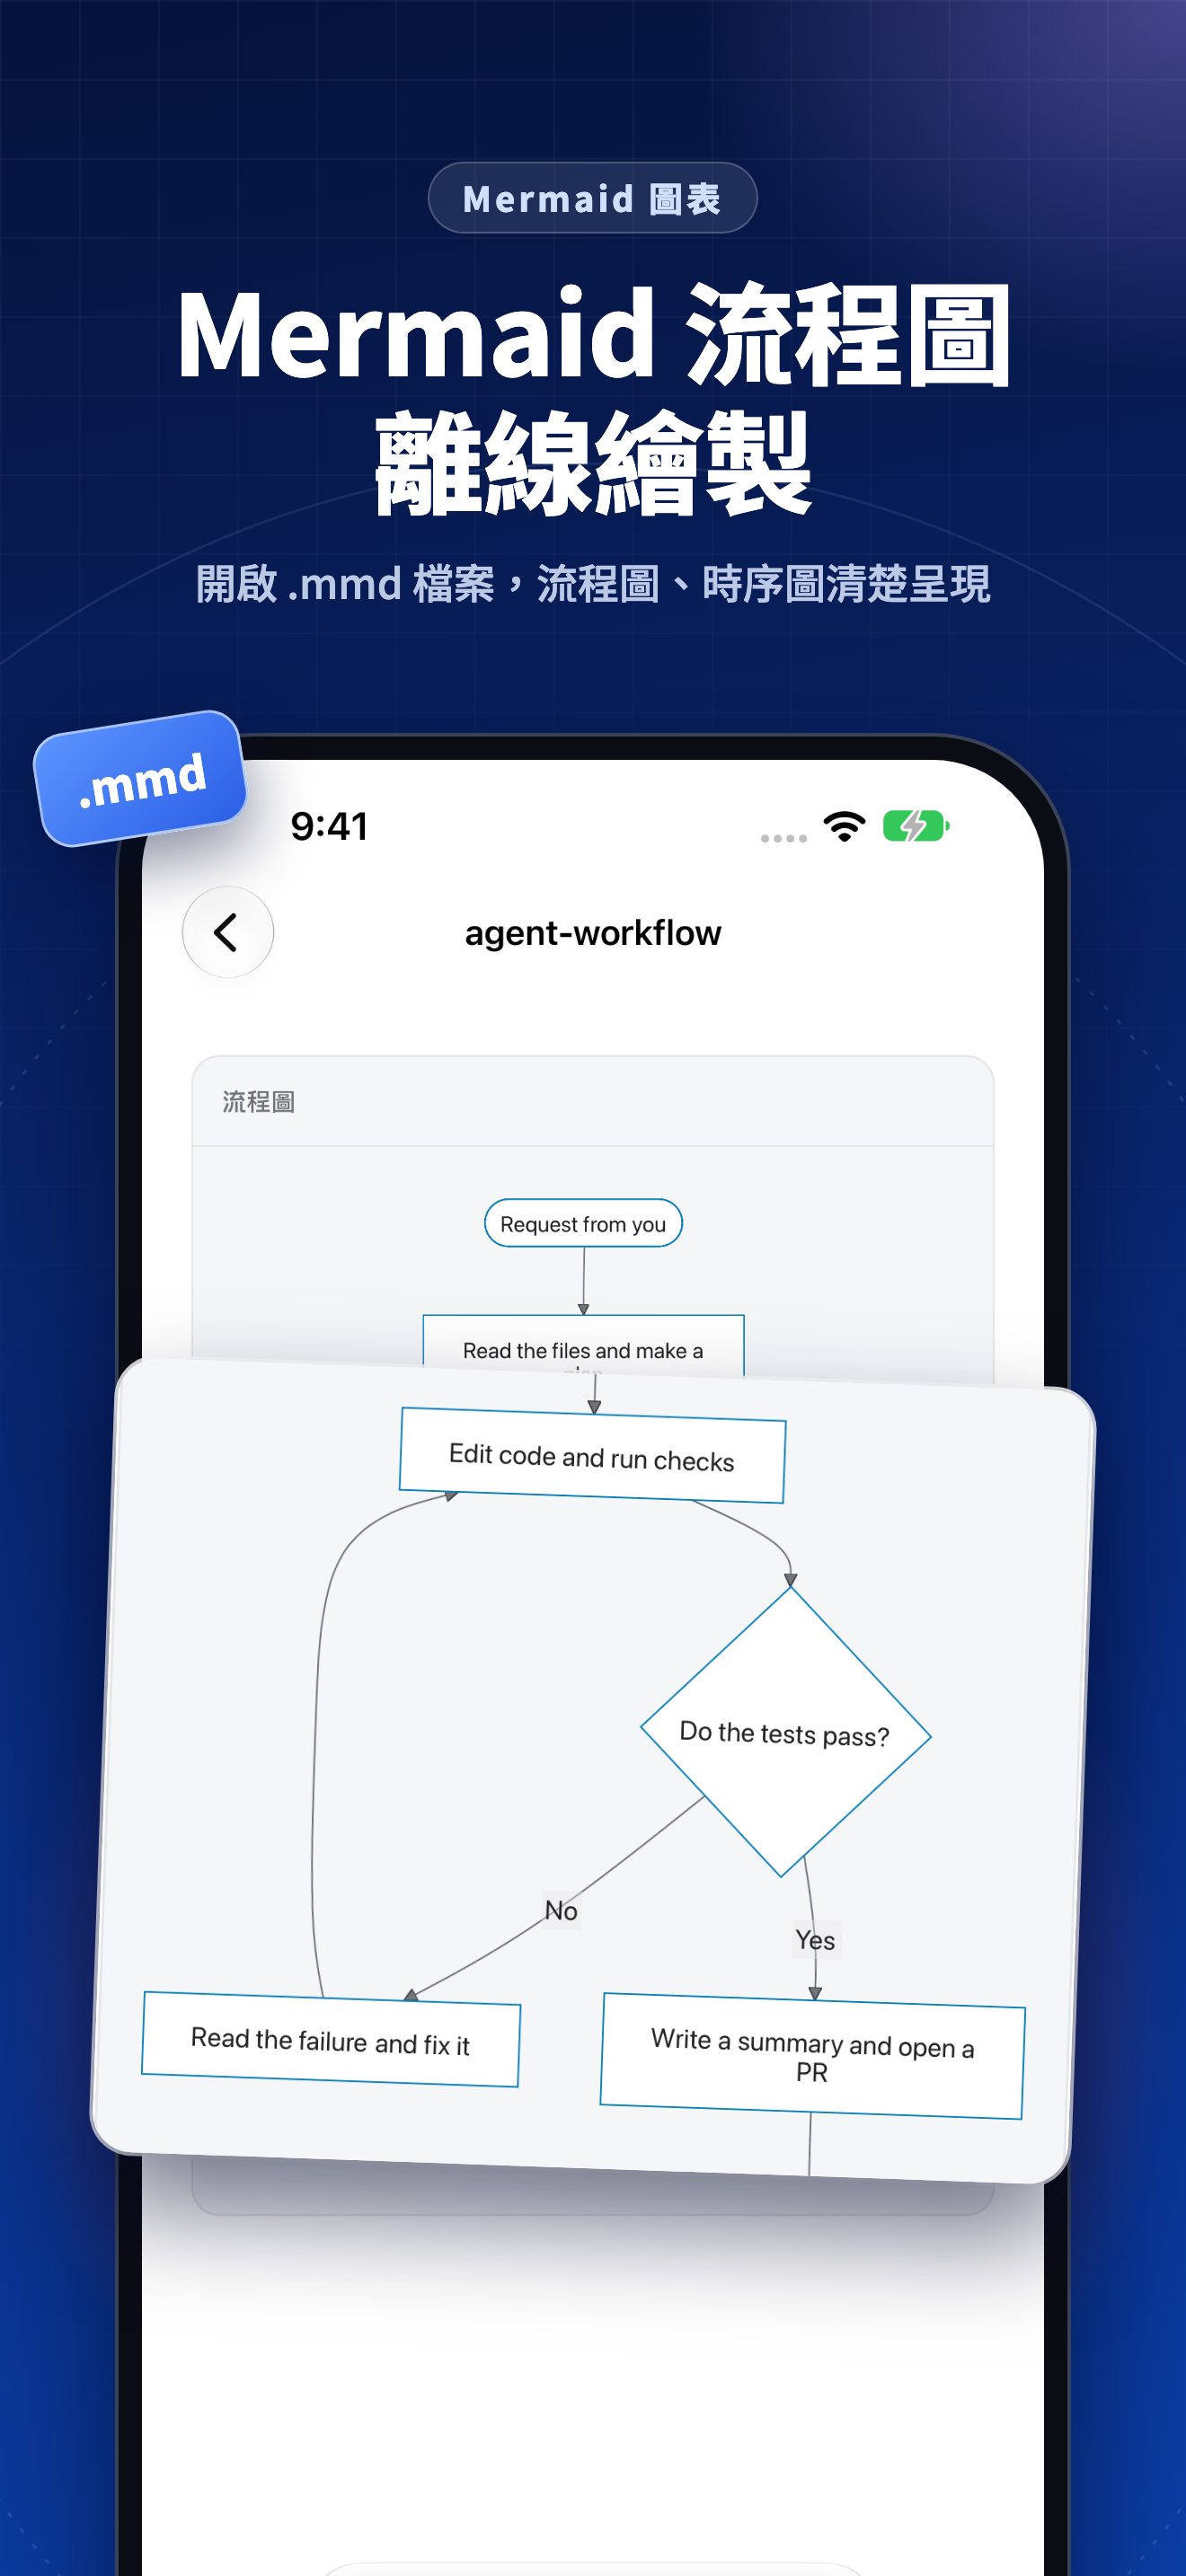 Mermaid 圖表
Mermaid 流程圖
離線繪製
開啟 .mmd 檔案，流程圖、時序圖清楚呈現
.mmd
9:41
agent-workflow
流程圖
Request from you
Read the files and make a
Edit code and run checks
Do the tests pass?
No
Yes
Read the failure and fix it
Write a summary and open a
PR